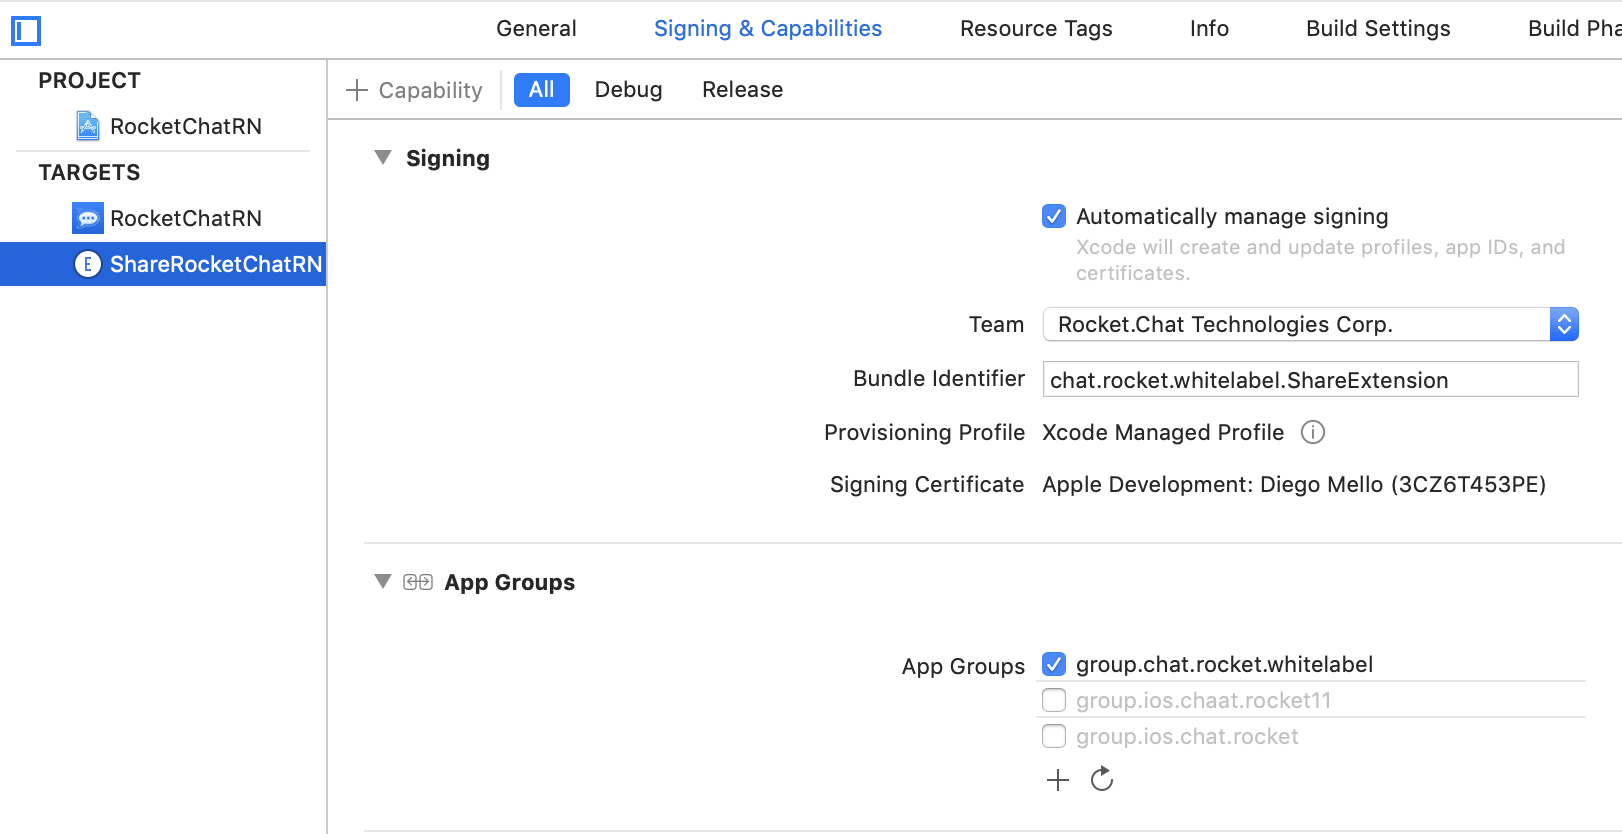 General Signing & Capabilities Resource Tags Info Build Settings Build Pha
PROJECT
RocketChatRN
TARGETS
RocketChatRN
E ShareRocketChatRN
Capability All Debug Release
Signing
Automatically manage signing
Xcode will create and update profiles, app IDs, and
certificates.
Team Rocket.Chat Technologies Corp.
Bundle Identifier chat.rocket.whitelabel.ShareExtension
Provisioning Profile Xcode Managed Profile
Signing Certificate Apple Development: Diego Mello (3CZ6T453PE)
App Groups
App Groups group.chat.rocket.whitelabel
group.ios.chaat.rocket11
group.ios.chat.rocket